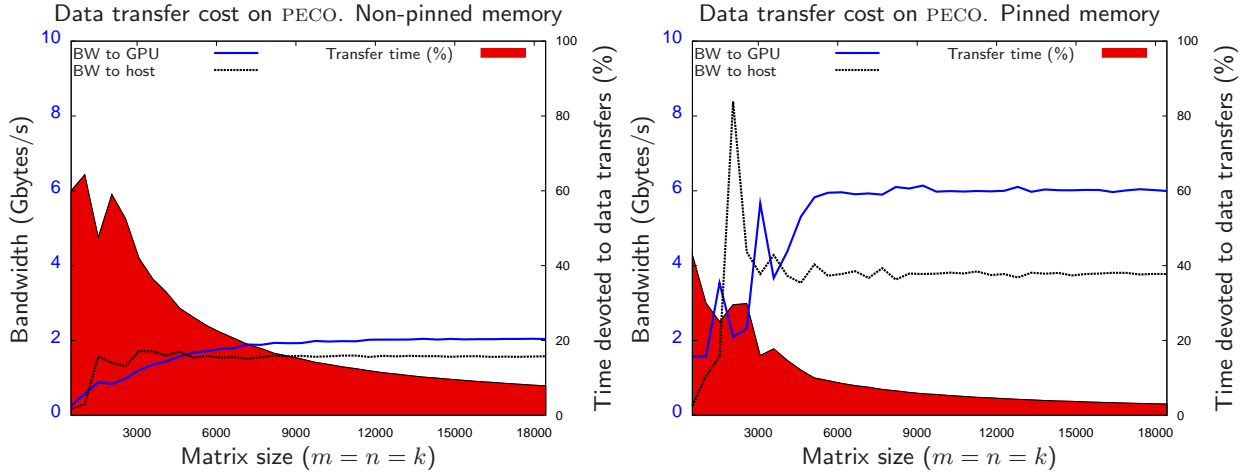 Data transfer cost on PECO. Non-pinned memory
BW to GPU
BW to host
Transfer time (%)
Bandwidth (Gbytes/s)
10
8
6
4
2
0
Time devoted to data transfers (%)
100
80
60
40
20
0
3000 6000 9000 12000 15000 18000
Matrix size (m = n = k)
Data transfer cost on PECO. Pinned memory
BW to GPU
BW to host
Transfer time (%)
Bandwidth (Gbytes/s)
10
8
6
4
2
0
Time devoted to data transfers (%)
100
80
60
40
20
0
3000 6000 9000 12000 15000 18000
Matrix size (m = n = k)